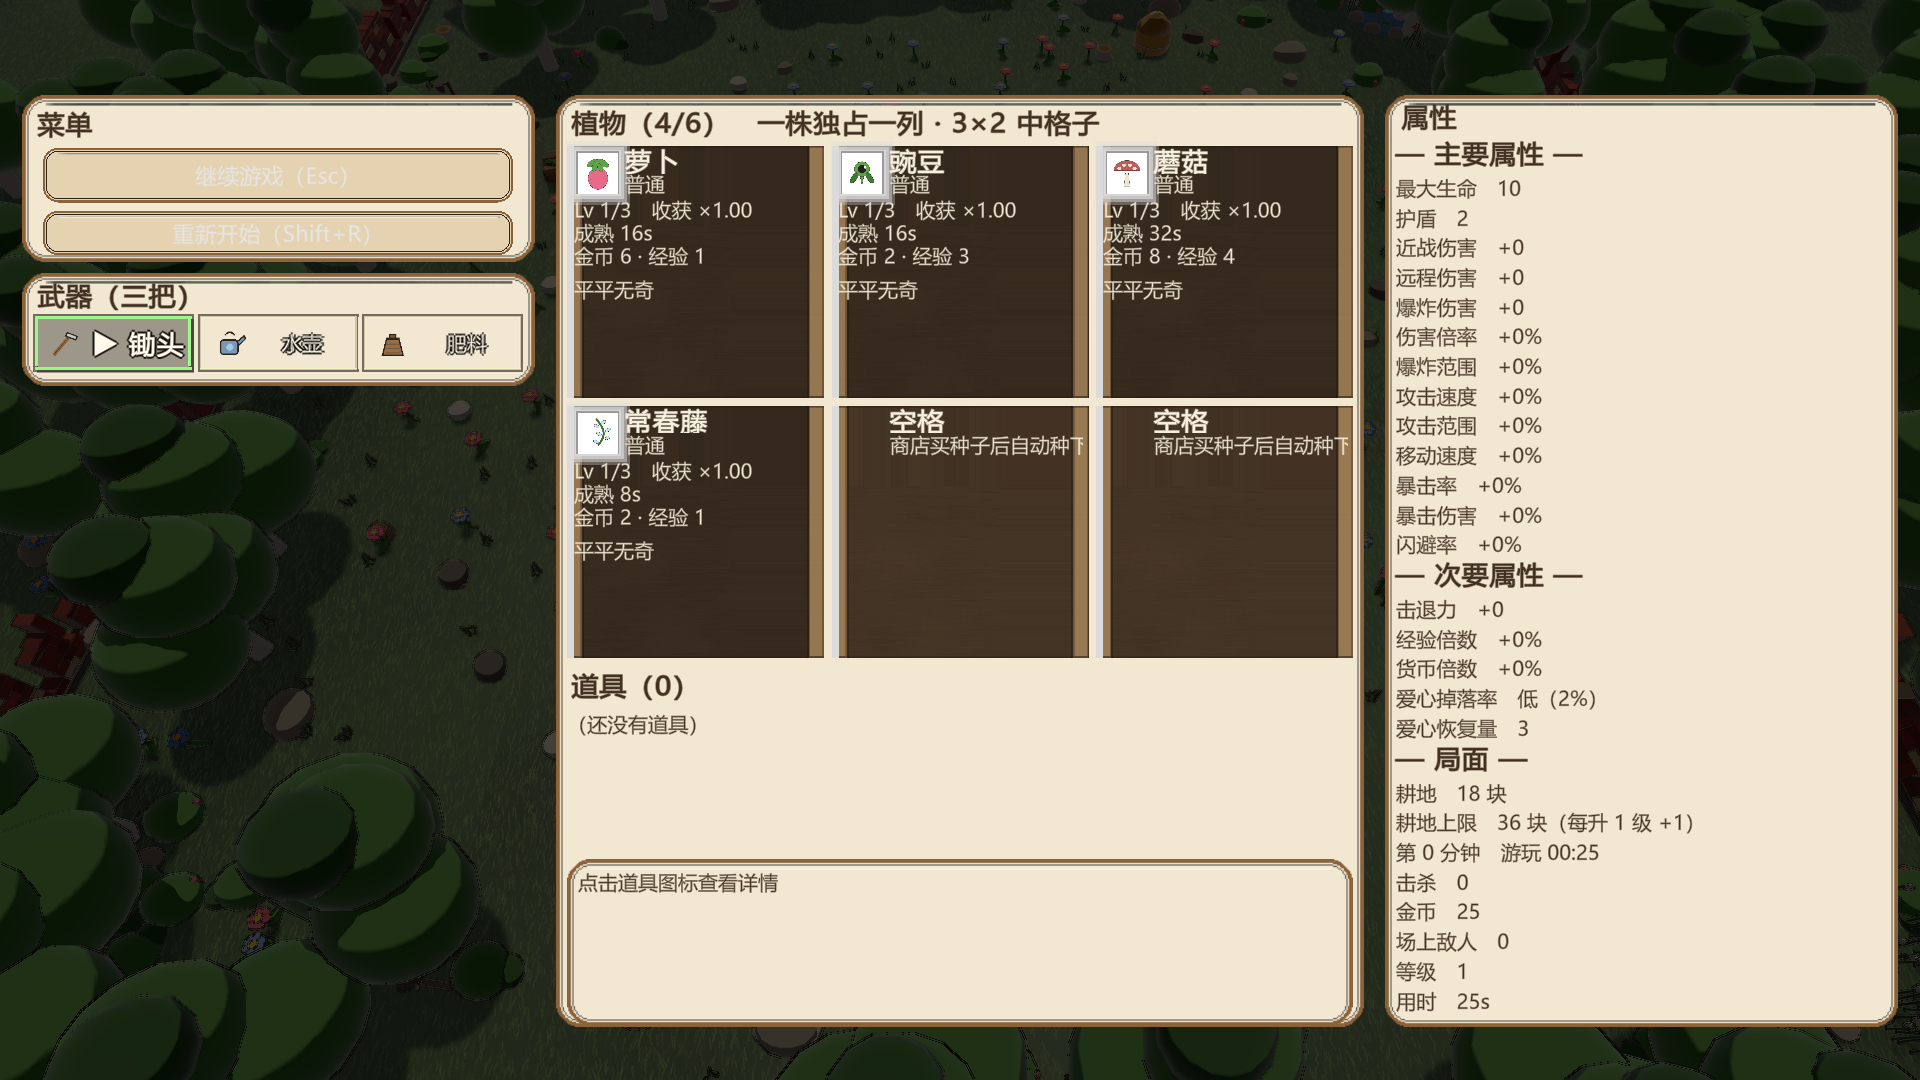 菜单
继续游戏（Esc）
重新开始（Shift+R）
武器（三把）
▶ 锄头
水壶
肥料
植物（4/6） 一株独占一列 · 3×2 中格子
萝卜
普通
Lv 1/3 收获 ×1.00
成熟 16s
金币 6 · 经验 1
平平无奇
豌豆
普通
Lv 1/3 收获 ×1.00
成熟 16s
金币 2 · 经验 3
平平无奇
蘑菇
普通
Lv 1/3 收获 ×1.00
成熟 32s
金币 8 · 经验 4
平平无奇
常春藤
普通
Lv 1/3 收获 ×1.00
成熟 8s
金币 2 · 经验 1
平平无奇
空格
商店买种子后自动种下
空格
商店买种子后自动种下
道具（0）
（还没有道具）
点击道具图标查看详情
属性
— 主要属性 —
最大生命 10
护盾 2
近战伤害 +0
远程伤害 +0
爆炸伤害 +0
伤害倍率 +0%
爆炸范围 +0%
攻击速度 +0%
攻击范围 +0%
移动速度 +0%
暴击率 +0%
暴击伤害 +0%
闪避率 +0%
— 次要属性 —
击退力 +0
经验倍数 +0%
货币倍数 +0%
爱心掉落率 低（2%）
爱心恢复量 3
— 局面 —
耕地 18 块
耕地上限 36 块（每升 1 级 +1）
第 0 分钟 游玩 00:25
击杀 0
金币 25
场上敌人 0
等级 1
用时 25s